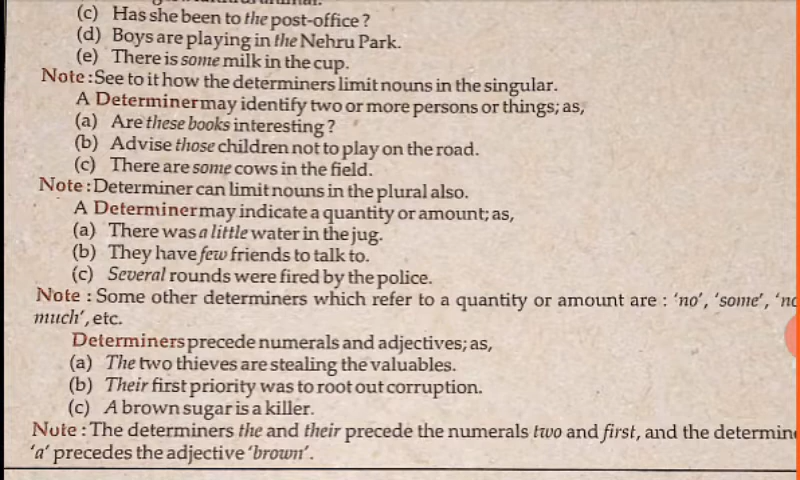 (c) Has she been to the post-office?
(d) Boys are playing in the Nehru Park.
(e) There is some milk in the cup.
Note : See to it how the determiners limit nouns in the singular.
A Determiner may identify two or more persons or things; as,
(a) Are these books interesting?
(b) Advise those children not to play on the road.
(c) There are some cows in the field.
Note : Determiner can limit nouns in the plural also.
A Determiner may indicate a quantity or amount; as,
(a) There was a little water in the jug.
(b) They have few friends to talk to.
(c) Several rounds were fired by the police.
Note : Some other determiners which refer to a quantity or amount are : 'no', 'some',
much', etc.
Determiners precede numerals and adjectives; as,
(a) The two thieves are stealing the valuables.
(b) Their first priority was to root out corruption.
(c) A brown sugar is a killer.
Note : The determiners the and their precede the numerals two and first, and the
'a' precedes the adjective 'brown'.